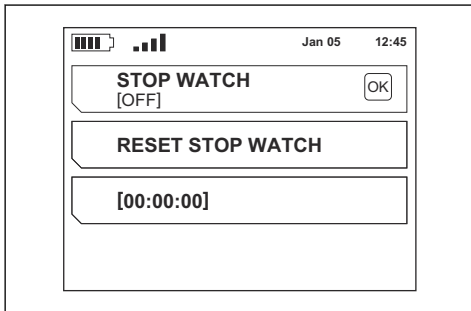 Jan 05 12:45
STOP WATCH
[OFF]
OK
RESET STOP WATCH
[00:00:00]